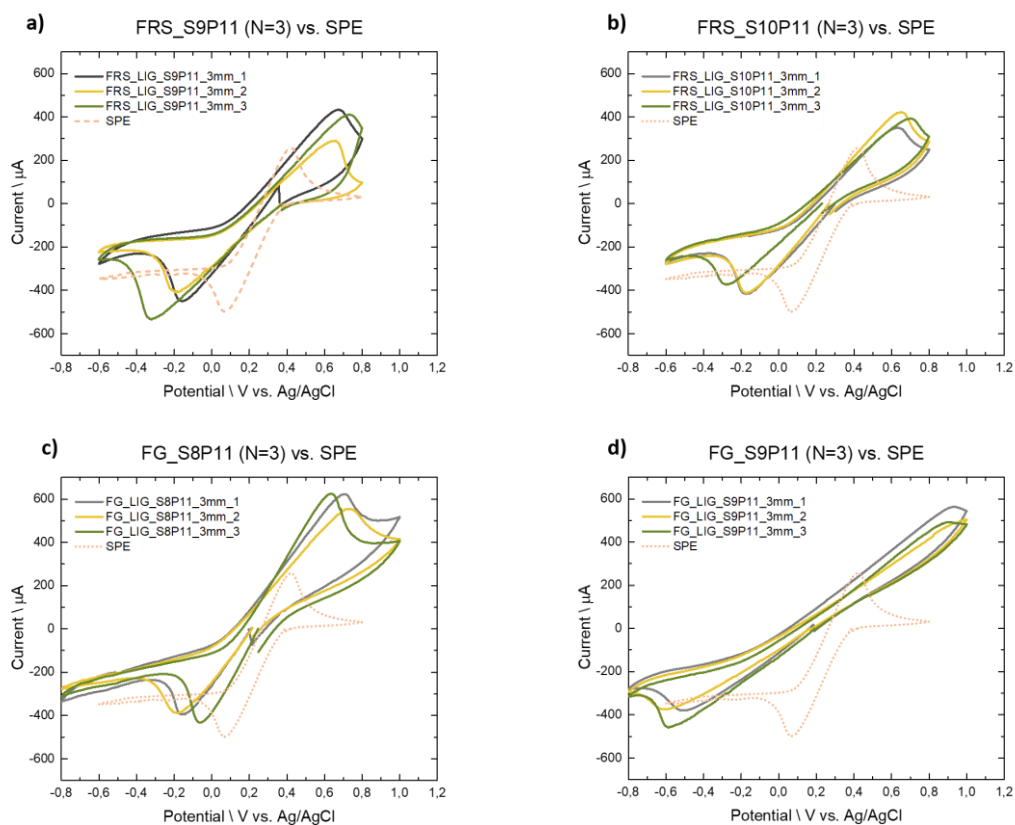 a)
FRS_S9P11 (N=3) vs. SPE
FRS_LIG_S9P11_3mm_1
FRS_LIG_S9P11_3mm_2
FRS_LIG_S9P11_3mm_3
SPE
600
400
200
0
-200
-400
-600
Current \ µA
-0,8 -0,6 -0,4 -0,2 0,0 0,2 0,4 0,6 0,8 1,0 1,2
Potential \ V vs. Ag/AgCl
b)
FRS_S10P11 (N=3) vs. SPE
FRS_LIG_S10P11_3mm_1
FRS_LIG_S10P11_3mm_2
FRS_LIG_S10P11_3mm_3
SPE
600
400
200
0
-200
-400
-600
Current \ µA
-0,8 -0,6 -0,4 -0,2 0,0 0,2 0,4 0,6 0,8 1,0 1,2
Potential \ V vs. Ag/AgCl
c)
FG_S8P11 (N=3) vs. SPE
FG_LIG_S8P11_3mm_1
FG_LIG_S8P11_3mm_2
FG_LIG_S8P11_3mm_3
SPE
600
400
200
0
-200
-400
-600
Current \ µA
-0,8 -0,6 -0,4 -0,2 0,0 0,2 0,4 0,6 0,8 1,0 1,2
Potential \ V vs. Ag/AgCl
d)
FG_S9P11 (N=3) vs. SPE
FG_LIG_S9P11_3mm_1
FG_LIG_S9P11_3mm_2
FG_LIG_S9P11_3mm_3
SPE
600
400
200
0
-200
-400
-600
Current \ µA
-0,8 -0,6 -0,4 -0,2 0,0 0,2 0,4 0,6 0,8 1,0 1,2
Potential \ V vs. Ag/AgCl